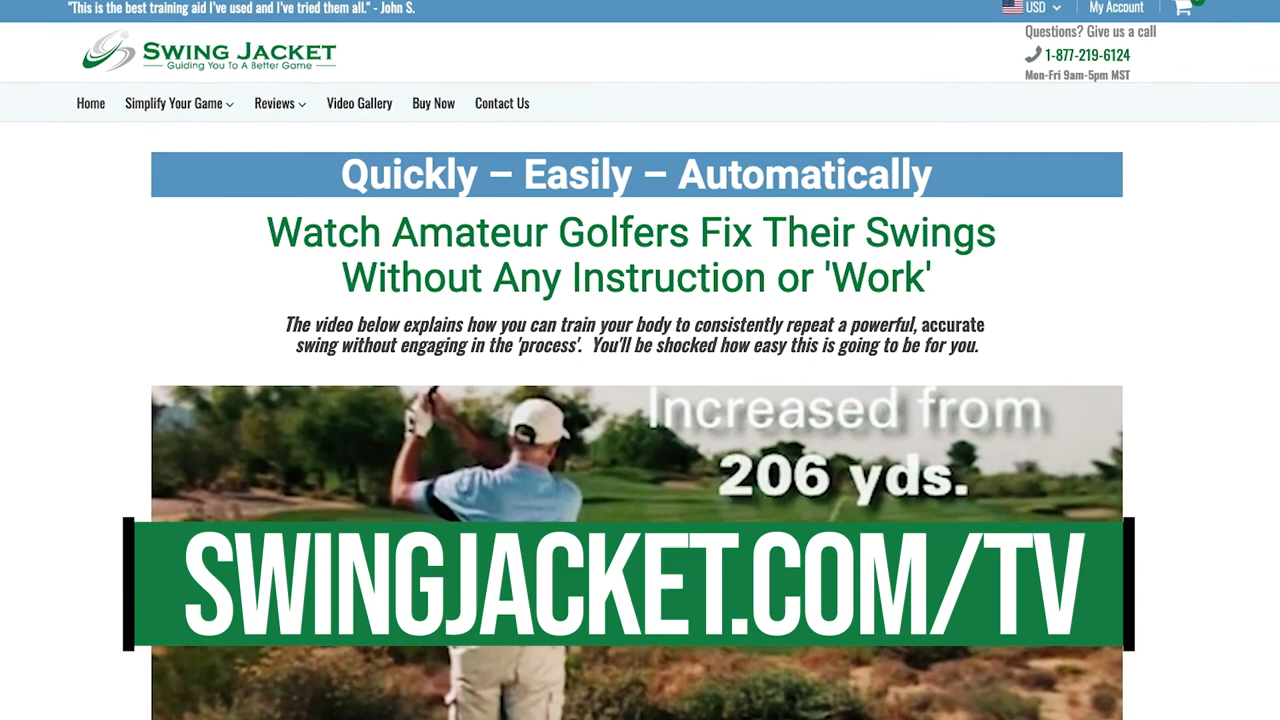 "This is the best training aid I've used and I've tried them all." - John S.
USD
My Account
SWING JACKET
Guiding You To A Better Game
Questions? Give us a call
1-877-219-6124
Mon-Fri 9am-5pm MST
Home
Simplify Your Game
Reviews
Video Gallery
Buy Now
Contact Us
Quickly – Easily – Automatically
Watch Amateur Golfers Fix Their Swings
Without Any Instruction or 'Work'
The video below explains how you can train your body to consistently repeat a powerful, accurate
swing without engaging in the 'process'. You'll be shocked how easy this is going to be for you.
Increased from
206 yds.
SWINGJACKET.COM/TV